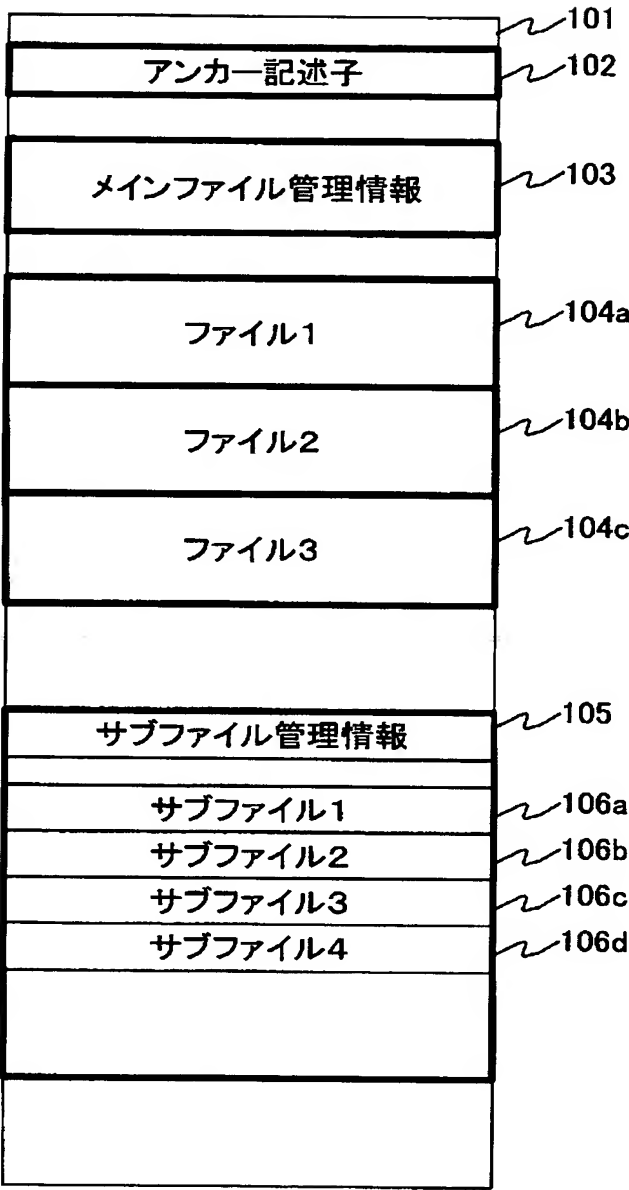 101
アンカー記述子 102
メインファイル管理情報 103
ファイル1 104a
ファイル2 104b
ファイル3 104c
サブファイル管理情報 105
サブファイル1 106a
サブファイル2 106b
サブファイル3 106c
サブファイル4 106d